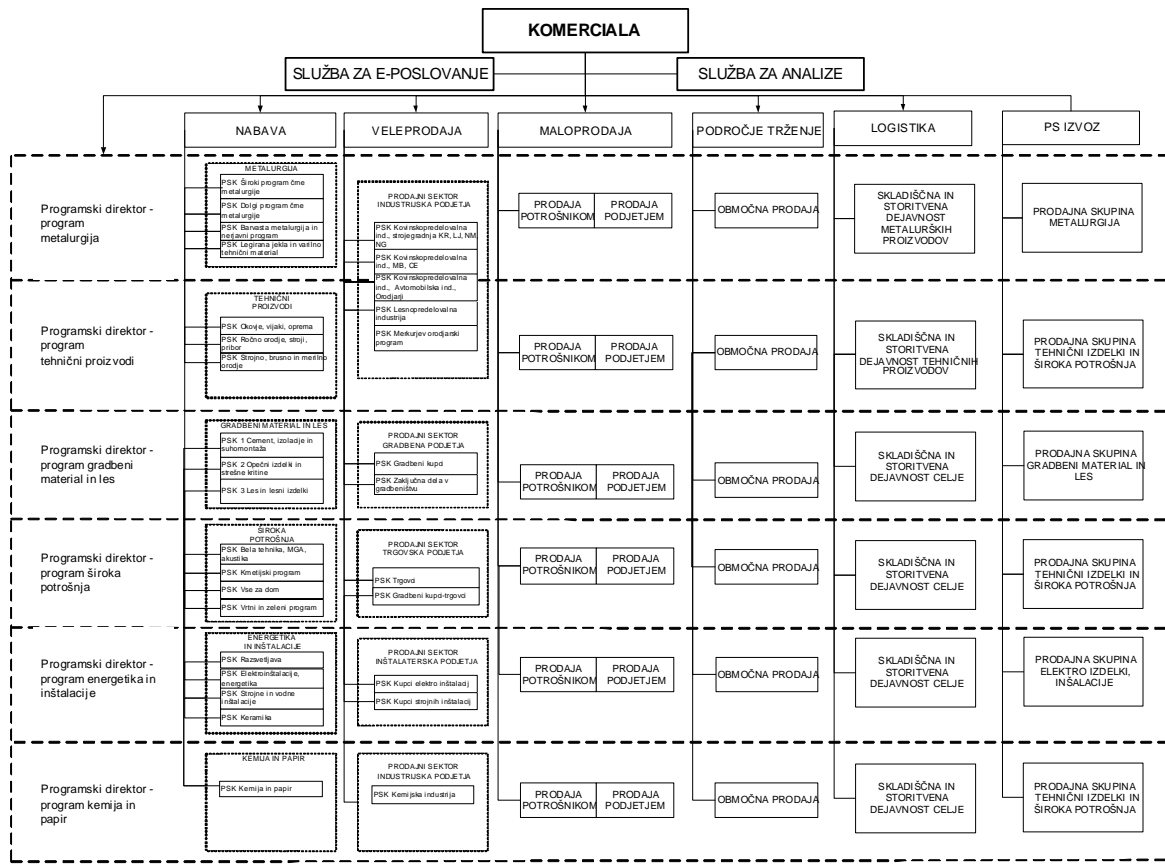 KOMERCIALA
SLUŽBA ZA E-POSLOVANJE
SLUŽBA ZA ANALIZE
NABAVA
VELEPRODAJA
MALOPRODAJA
PODROČJE TRŽENJE
LOGISTIKA
PS IZVOZ
Programski direktor -
program
metalurgija
METALURGIJA
PSK Široki program črne
metalurgije
PSK Dolgi program črne
metalurgije
PSK Barvasta metalurgija in
nerjavni program
PSK Legirana jekla in varilno
tehnični material
PRODAJNI SEKTOR
INDUSTRIJSKA PODJETJA
PSK Kovinskopredelovalna
ind., strojegradnja KR, LJ, NM,
NG
PSK Kovinskopredelovalna
ind., MB, CE
PSK Kovinskopredelovalna
ind., Avtomobilska ind.,
Orodjarji
PSK Lesnopredelovalna
industrija
PSK Merkurjev orodjarski
program
PRODAJA
POTROŠNIKOM
PRODAJA
PODJETJEM
OBMOČNA PRODAJA
SKLADIŠČNA IN
STORITVENA
DEJAVNOST
METALURŠKIH
PROIZVODOV
PRODAJNA SKUPINA
METALURGIJA
Programski direktor -
program
tehnični proizvodi
TEHNIČNI
PROIZVODI
PSK Okovje, vijaki, oprema
PSK Ročno orodje, stroji,
pribor
PSK Strojno, brusno in merilno
orodje
PRODAJA
POTROŠNIKOM
PRODAJA
PODJETJEM
OBMOČNA PRODAJA
SKLADIŠČNA IN
STORITVENA
DEJAVNOST TEHNIČNIH
PROIZVODOV
PRODAJNA SKUPINA
TEHNIČNI IZDELKI IN
ŠIROKA POTROŠNJA
Programski direktor -
program gradbeni
material in les
GRADBENI MATERIAL IN LES
PSK 1 Cement, izolacije in
suhomontaža
PSK 2 Opečni izdelki in
strešne kritine
PSK 3 Les in lesni izdelki
PRODAJNI SEKTOR
GRADBENA PODJETJA
PSK Gradbeni kupci
PSK Zaključna dela v
gradbeništvu
PRODAJA
POTROŠNIKOM
PRODAJA
PODJETJEM
OBMOČNA PRODAJA
SKLADIŠČNA IN
STORITVENA
DEJAVNOST CELJE
PRODAJNA SKUPINA
GRADBENI MATERIAL IN
LES
Programski direktor -
program široka
potrošnja
ŠIROKA
POTROŠNJA
PSK Bela tehnika, MGA,
akustika
PSK Kmetijski program
PSK Vse za dom
PSK Vrtni in zeleni program
PRODAJNI SEKTOR
TRGOVSKA PODJETJA
PSK Trgovci
PSK Gradbeni kupci-trgovci
PRODAJA
POTROŠNIKOM
PRODAJA
PODJETJEM
OBMOČNA PRODAJA
SKLADIŠČNA IN
STORITVENA
DEJAVNOST CELJE
PRODAJNA SKUPINA
TEHNIČNI IZDELKI IN
ŠIROKA POTROŠNJA
Programski direktor -
program energetika in
inštalacije
ENERGETIKA
IN INŠTALACIJE
PSK Razsvetljava
PSK Elektroinštalacije,
energetika
PSK Strojne in vodne
inštalacije
PSK Keramika
PRODAJNI SEKTOR
INŠTALATERSKA PODJETJA
PSK Kupci elektro inštalacij
PSK Kupci strojnih inštalacij
PRODAJA
POTROŠNIKOM
PRODAJA
PODJETJEM
OBMOČNA PRODAJA
SKLADIŠČNA IN
STORITVENA
DEJAVNOST CELJE
PRODAJNA SKUPINA
ELEKTRO IZDELKI,
INŠALACIJE
Programski direktor -
program kemija in
papir
KEMIJA IN PAPIR
PSK Kemija in papir
PRODAJNI SEKTOR
INDUSTRIJSKA PODJETJA
PSK Kemijska industrija
PRODAJA
POTROŠNIKOM
PRODAJA
PODJETJEM
OBMOČNA PRODAJA
SKLADIŠČNA IN
STORITVENA
DEJAVNOST CELJE
PRODAJNA SKUPINA
TEHNIČNI IZDELKI IN
ŠIROKA POTROŠNJA